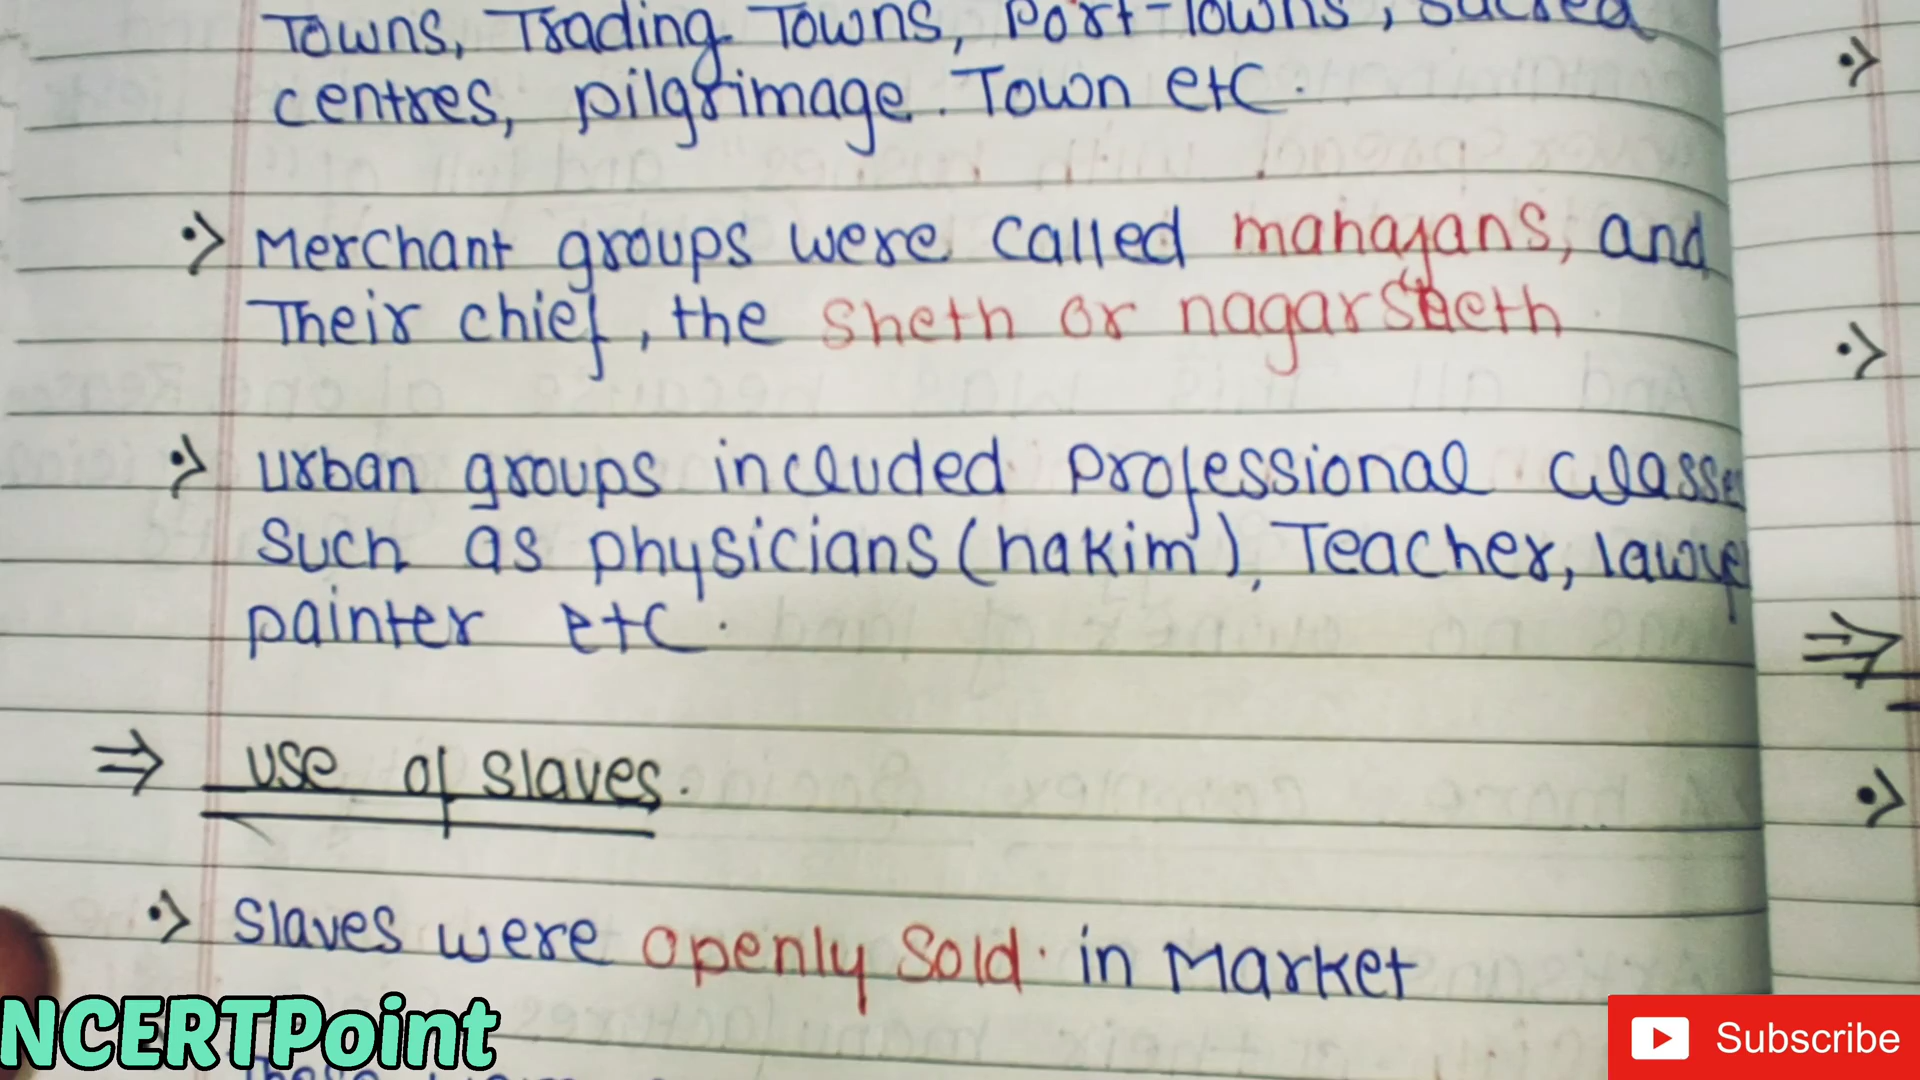 Towns, Trading Towns, Port-Towns, Sacred
centres, pilgrimage Town etc.
Merchant groups were called mahajans, and
Their chief, the Sheth or nagarsheth
urban groups included professional classes
Such as physicians (hakim), Teacher, lawye
painter etc.
⇒ use of slaves.
Slaves were openly sold in Market
NCERTPoint
Subscribe